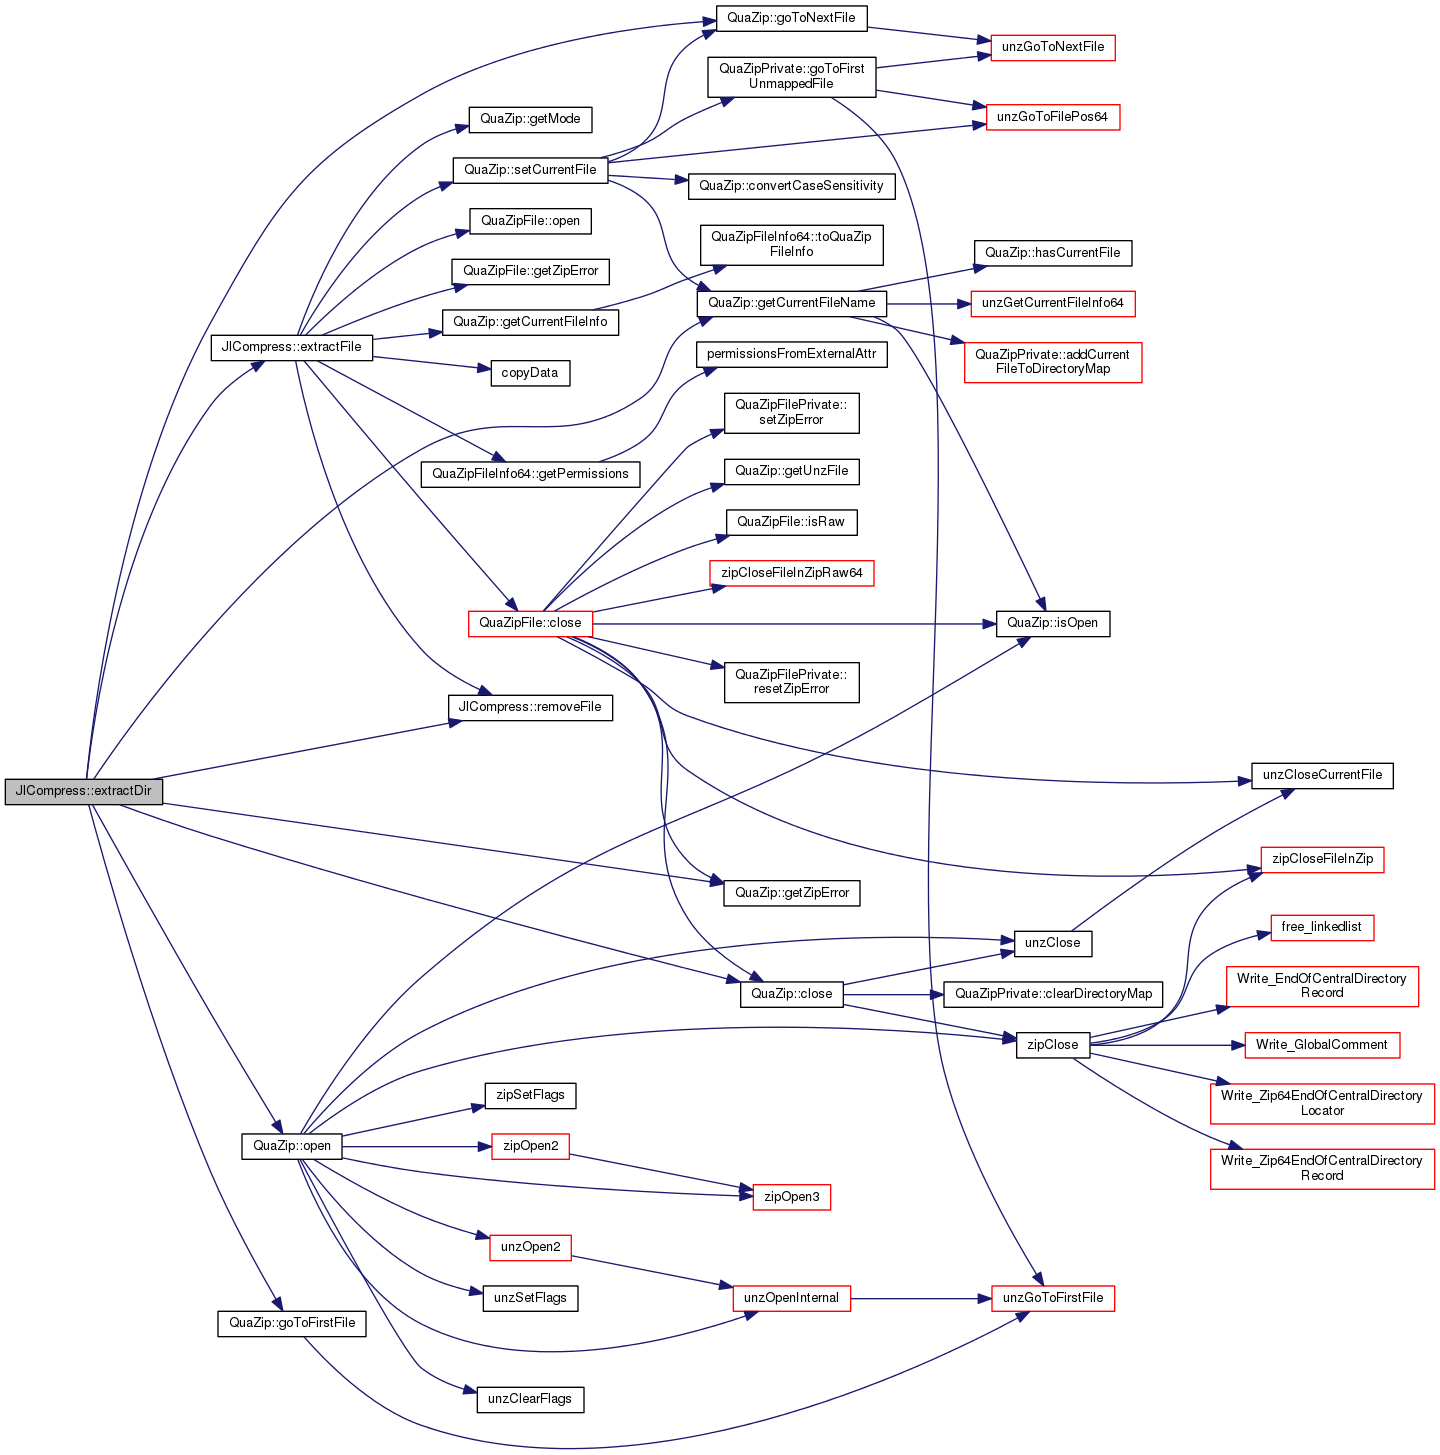 QuaZip::goToNextFile
unzGoToNextFile
QuaZipPrivate::goToFirst
UnmappedFile
QuaZip::getMode
unzGoToFilePos64
QuaZip::setCurrentFile
QuaZip::convertCaseSensitivity
QuaZipFile::open
QuaZipFileInfo64::toQuaZip
FileInfo
QuaZip::hasCurrentFile
QuaZipFile::getZipError
QuaZip::getCurrentFileName
unzGetCurrentFileInfo64
QuaZip::getCurrentFileInfo
JlCompress::extractFile
permissionsFromExternalAttr
QuaZipPrivate::addCurrent
FileToDirectoryMap
copyData
QuaZipFilePrivate::
setZipError
QuaZipFileInfo64::getPermissions
QuaZip::getUnzFile
QuaZipFile::isRaw
zipCloseFileInZipRaw64
QuaZipFile::close
QuaZip::isOpen
QuaZipFilePrivate::
resetZipError
JlCompress::removeFile
unzCloseCurrentFile
JlCompress::extractDir
zipCloseFileInZip
QuaZip::getZipError
free_linkedlist
unzClose
Write_EndOfCentralDirectory
Record
QuaZip::close
QuaZipPrivate::clearDirectoryMap
zipClose
Write_GlobalComment
zipSetFlags
Write_Zip64EndOfCentralDirectory
Locator
QuaZip::open
zipOpen2
Write_Zip64EndOfCentralDirectory
Record
zipOpen3
unzOpen2
unzSetFlags
unzOpenInternal
unzGoToFirstFile
QuaZip::goToFirstFile
unzClearFlags